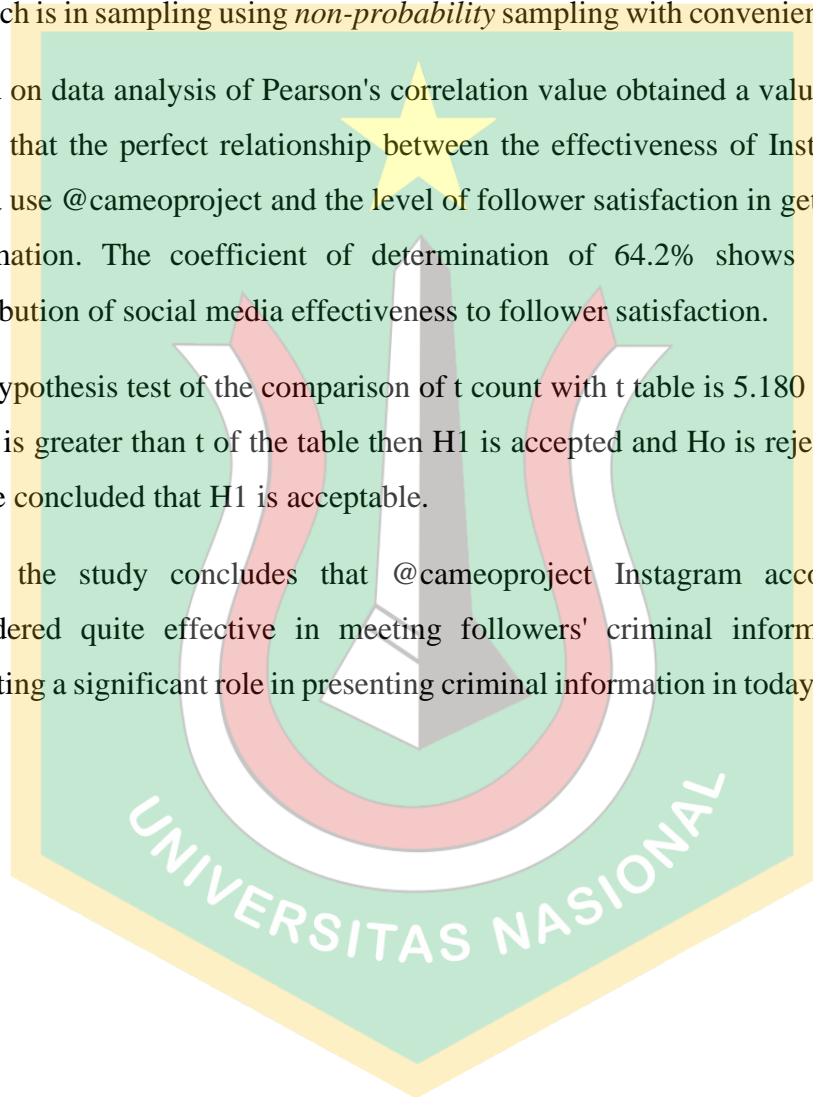 ch is in sampling using non-probability sampling with convenien
on data analysis of Pearson's correlation value obtained a valu
that the perfect relationship between the effectiveness of Inst
use @cameoproject and the level of follower satisfaction in get
nation. The coefficient of determination of 64.2% shows
bution of social media effectiveness to follower satisfaction.
ypothesis test of the comparison of t count with t table is 5.180
is greater than t of the table then H1 is accepted and Ho is reje
e concluded that H1 is acceptable.
the study concludes that @cameoproject Instagram acco
dered quite effective in meeting followers' criminal inform
ting a significant role in presenting criminal information in today
UNIVERSITAS NASIONAL